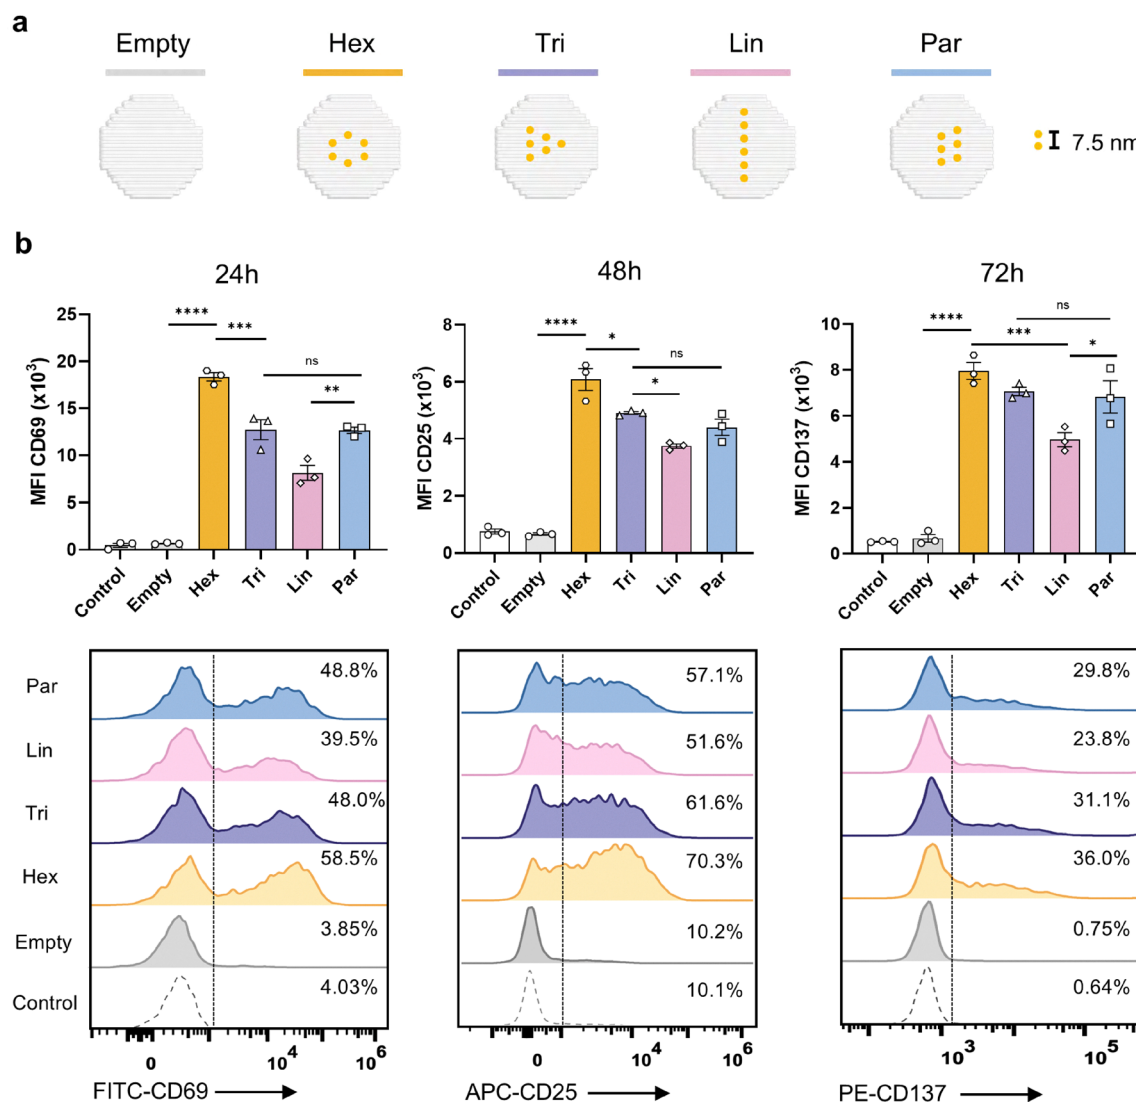 a
Empty Hex Tri Lin Par
7.5 nm
b
24h
MFI CD69 (x10³)
25
20
15
10
5
0
**** *** ns **
Control Empty Hex Tri Lin Par
48h
MFI CD25 (x10³)
8
6
4
2
0
**** * ns *
Control Empty Hex Tri Lin Par
72h
MFI CD137 (x10³)
10
8
6
4
2
0
**** *** ns *
Control Empty Hex Tri Lin Par
Par 48.8% 57.1% 29.8%
Lin 39.5% 51.6% 23.8%
Tri 48.0% 61.6% 31.1%
Hex 58.5% 70.3% 36.0%
Empty 3.85% 10.2% 0.75%
Control 4.03% 10.1% 0.64%
0 10⁴ 10⁶ 0 10⁴ 10⁶ 10³ 10⁵
FITC-CD69 APC-CD25 PE-CD137